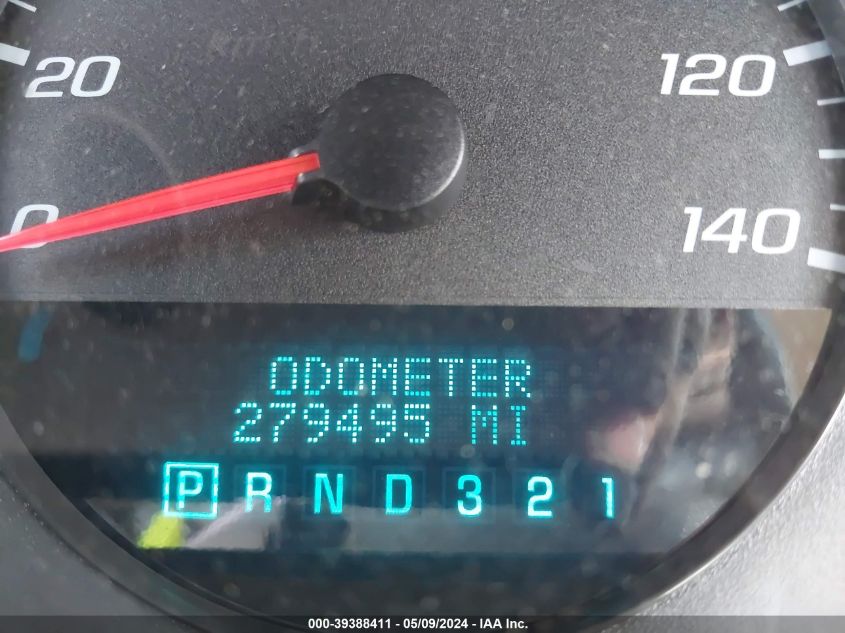 20 120
0 140
ODOMETER
279495 MI
P R N D 3 2 1
000-39388411 - 05/09/2024 - IAA Inc.